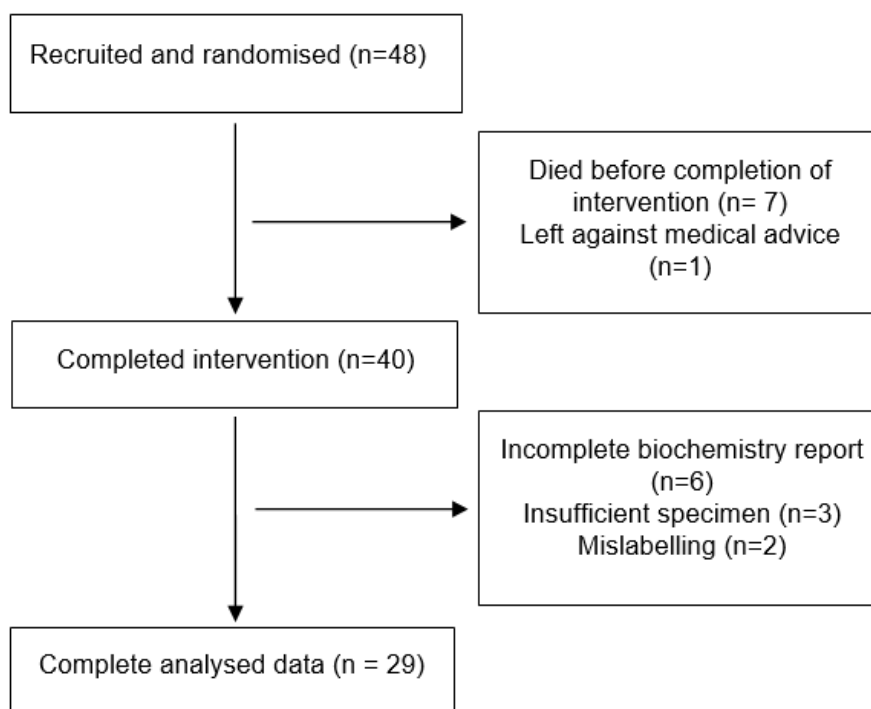 Recruited and randomised (n=48)
Died before completion of
intervention (n= 7)
Left against medical advice
(n=1)
Completed intervention (n=40)
Incomplete biochemistry report
(n=6)
Insufficient specimen (n=3)
Mislabelling (n=2)
Complete analysed data (n = 29)